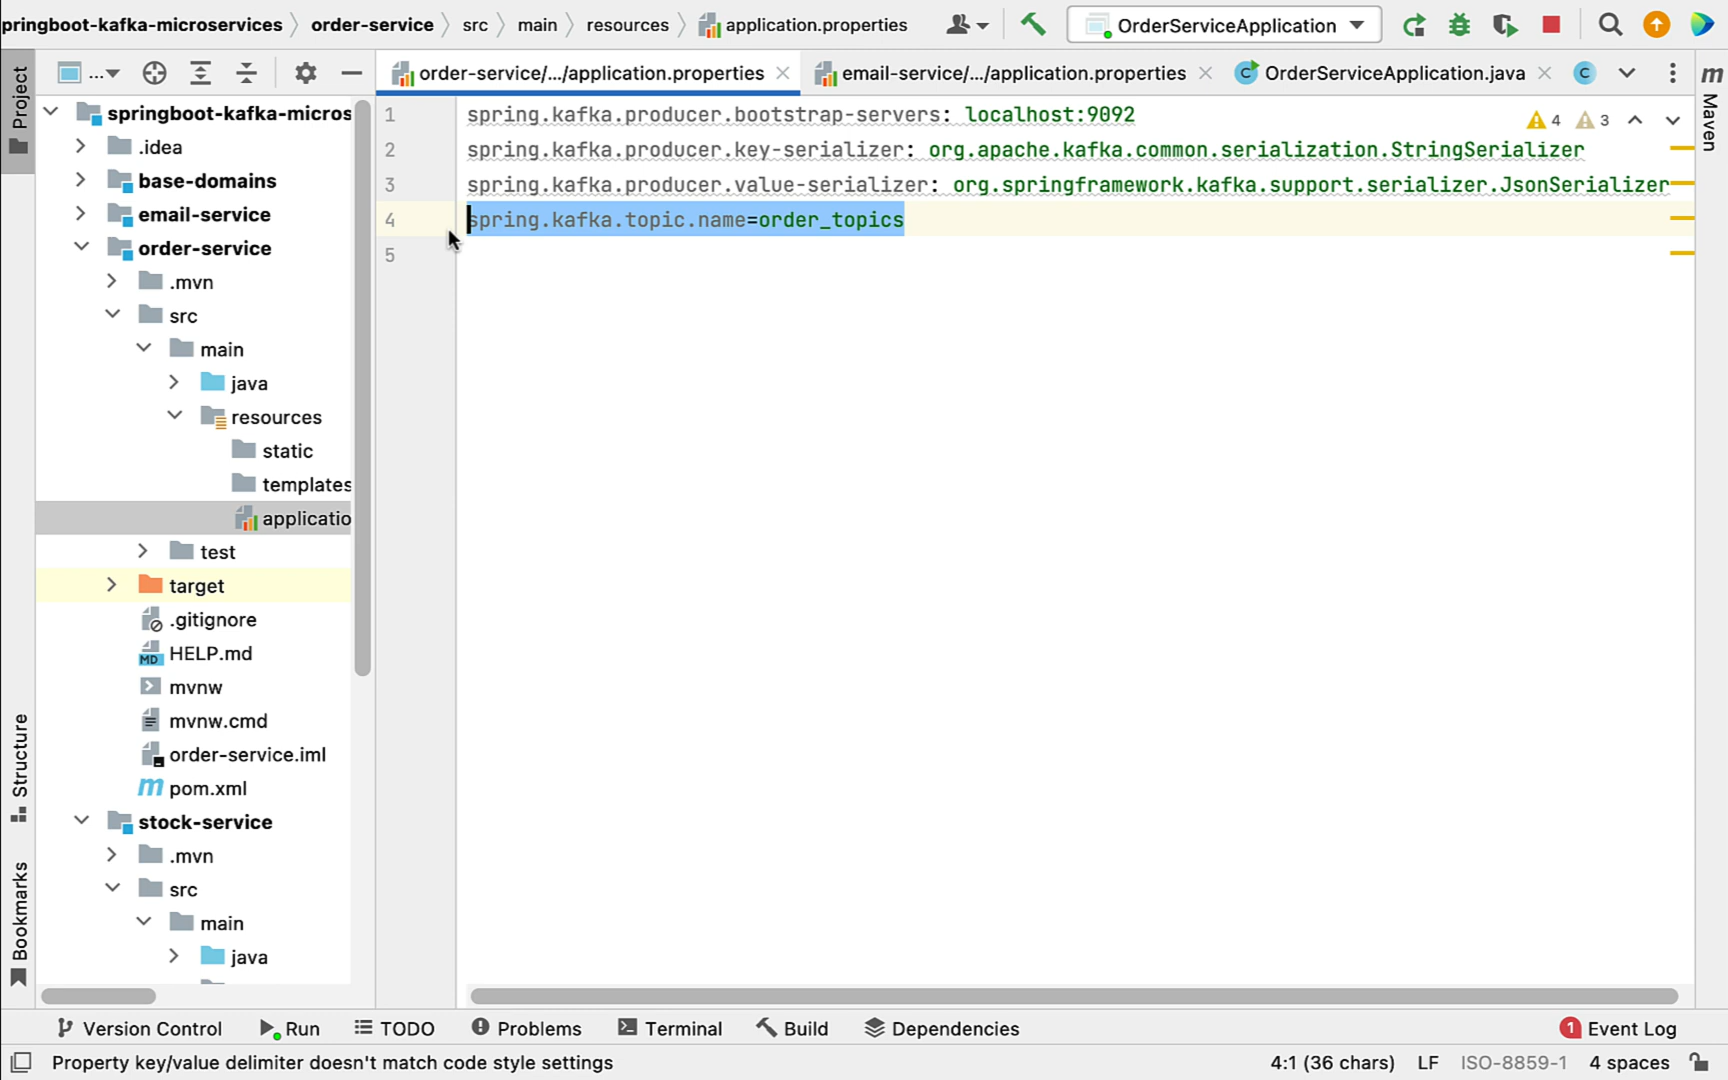 pringboot-kafka-microservices
order-service
src
main
resources
application.properties
OrderServiceApplication
Project
...
order-service/.../application.properties
email-service/.../application.properties
OrderServiceApplication.java
Maven
springboot-kafka-micros
.idea
base-domains
email-service
order-service
.mvn
src
main
java
resources
static
templates
applicatio
test
target
.gitignore
HELP.md
mvnw
mvnw.cmd
order-service.iml
pom.xml
stock-service
.mvn
src
main
java
1 spring.kafka.producer.bootstrap-servers: localhost:9092
2 spring.kafka.producer.key-serializer: org.apache.kafka.common.serialization.StringSerializer
3 spring.kafka.producer.value-serializer: org.springframework.kafka.support.serializer.JsonSerializer
4 spring.kafka.topic.name=order_topics
5
4 3
Structure
Bookmarks
Version Control
Run
TODO
Problems
Terminal
Build
Dependencies
1 Event Log
Property key/value delimiter doesn't match code style settings
4:1 (36 chars)
LF
ISO-8859-1
4 spaces